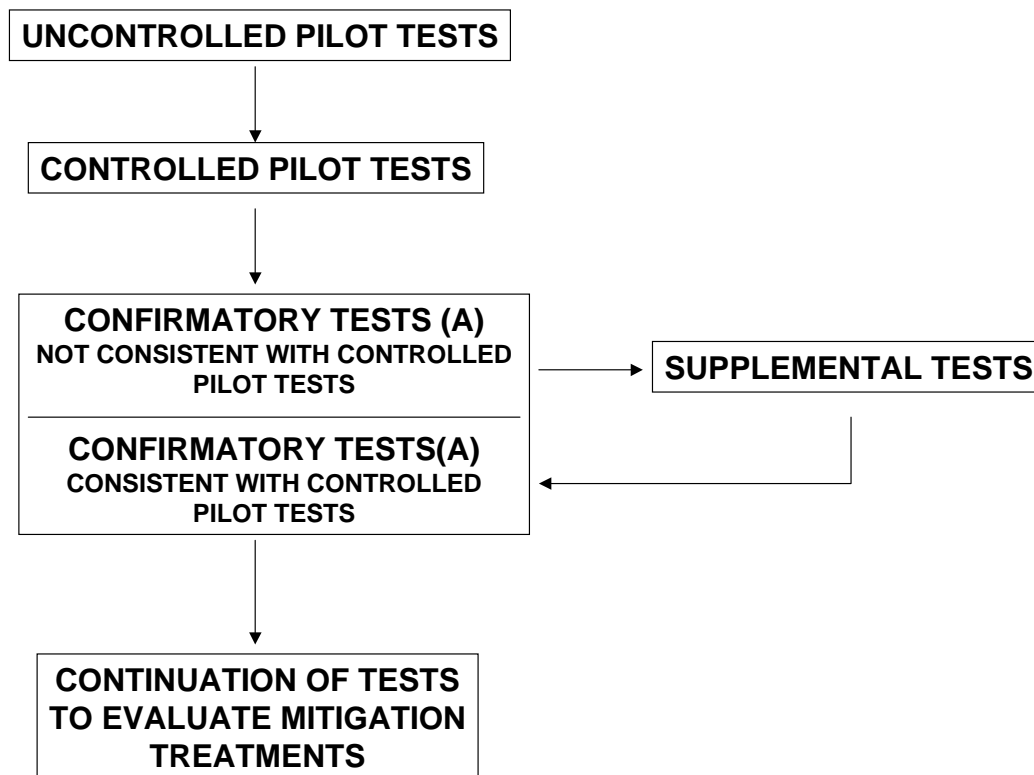 UNCONTROLLED PILOT TESTS
CONTROLLED PILOT TESTS
CONFIRMATORY TESTS (A)
NOT CONSISTENT WITH CONTROLLED
PILOT TESTS
SUPPLEMENTAL TESTS
CONFIRMATORY TESTS(A)
CONSISTENT WITH CONTROLLED
PILOT TESTS
CONTINUATION OF TESTS
TO EVALUATE MITIGATION
TREATMENTS